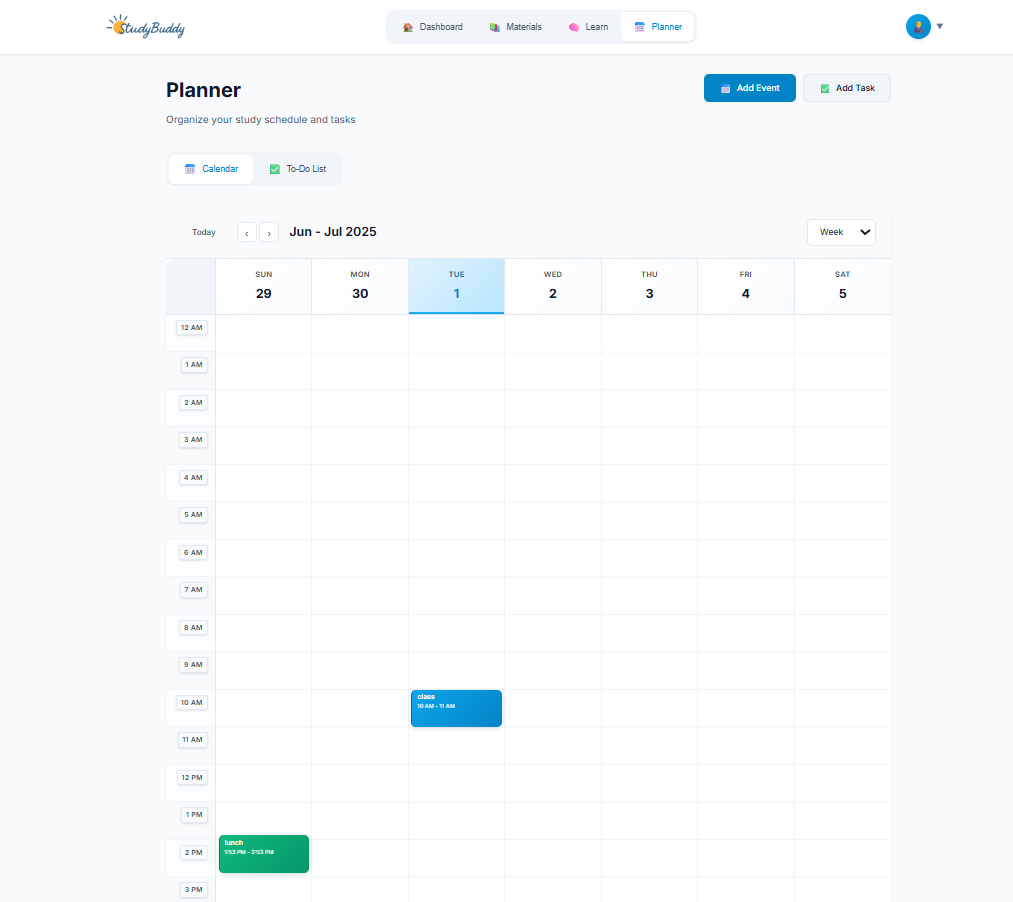 StudyBuddy
Dashboard Materials Learn Planner
Planner
Add Event Add Task
Organize your study schedule and tasks
Calendar To-Do List
Today ‹ › Jun - Jul 2025 Week
SUN MON TUE WED THU FRI SAT
29 30 1 2 3 4 5
12 AM
1 AM
2 AM
3 AM
4 AM
5 AM
6 AM
7 AM
8 AM
9 AM
10 AM
class
10 AM - 11 AM
11 AM
12 PM
1 PM
lunch
1:53 PM - 2:53 PM
2 PM
3 PM